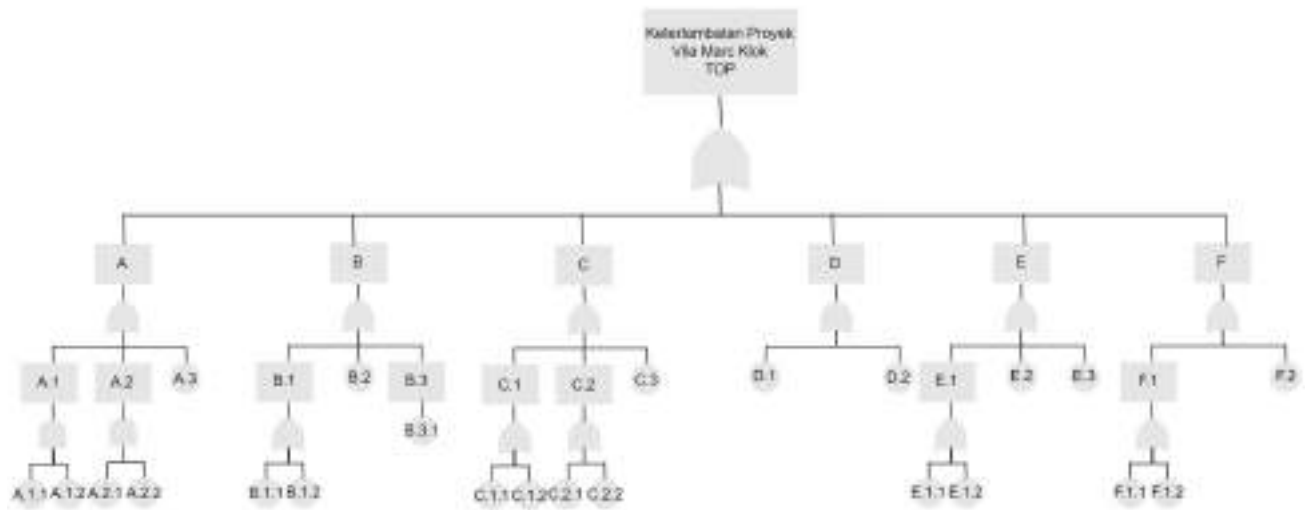 Keterlambatan Proyek
Vila Marc Klok
TOP
A
B
C
D
E
F
A.1
A.2
A.3
B.1
B.2
B.3
C.1
C.2
C.3
D.1
D.2
E.1
E.2
E.3
F.1
F.2
B.3.1
A.1.1
A.1.2
A.2.1
A.2.2
B.1.1
B.1.2
C.1.1
C.1.2
C.2.1
C.2.2
E.1.1
E.1.2
F.1.1
F.1.2